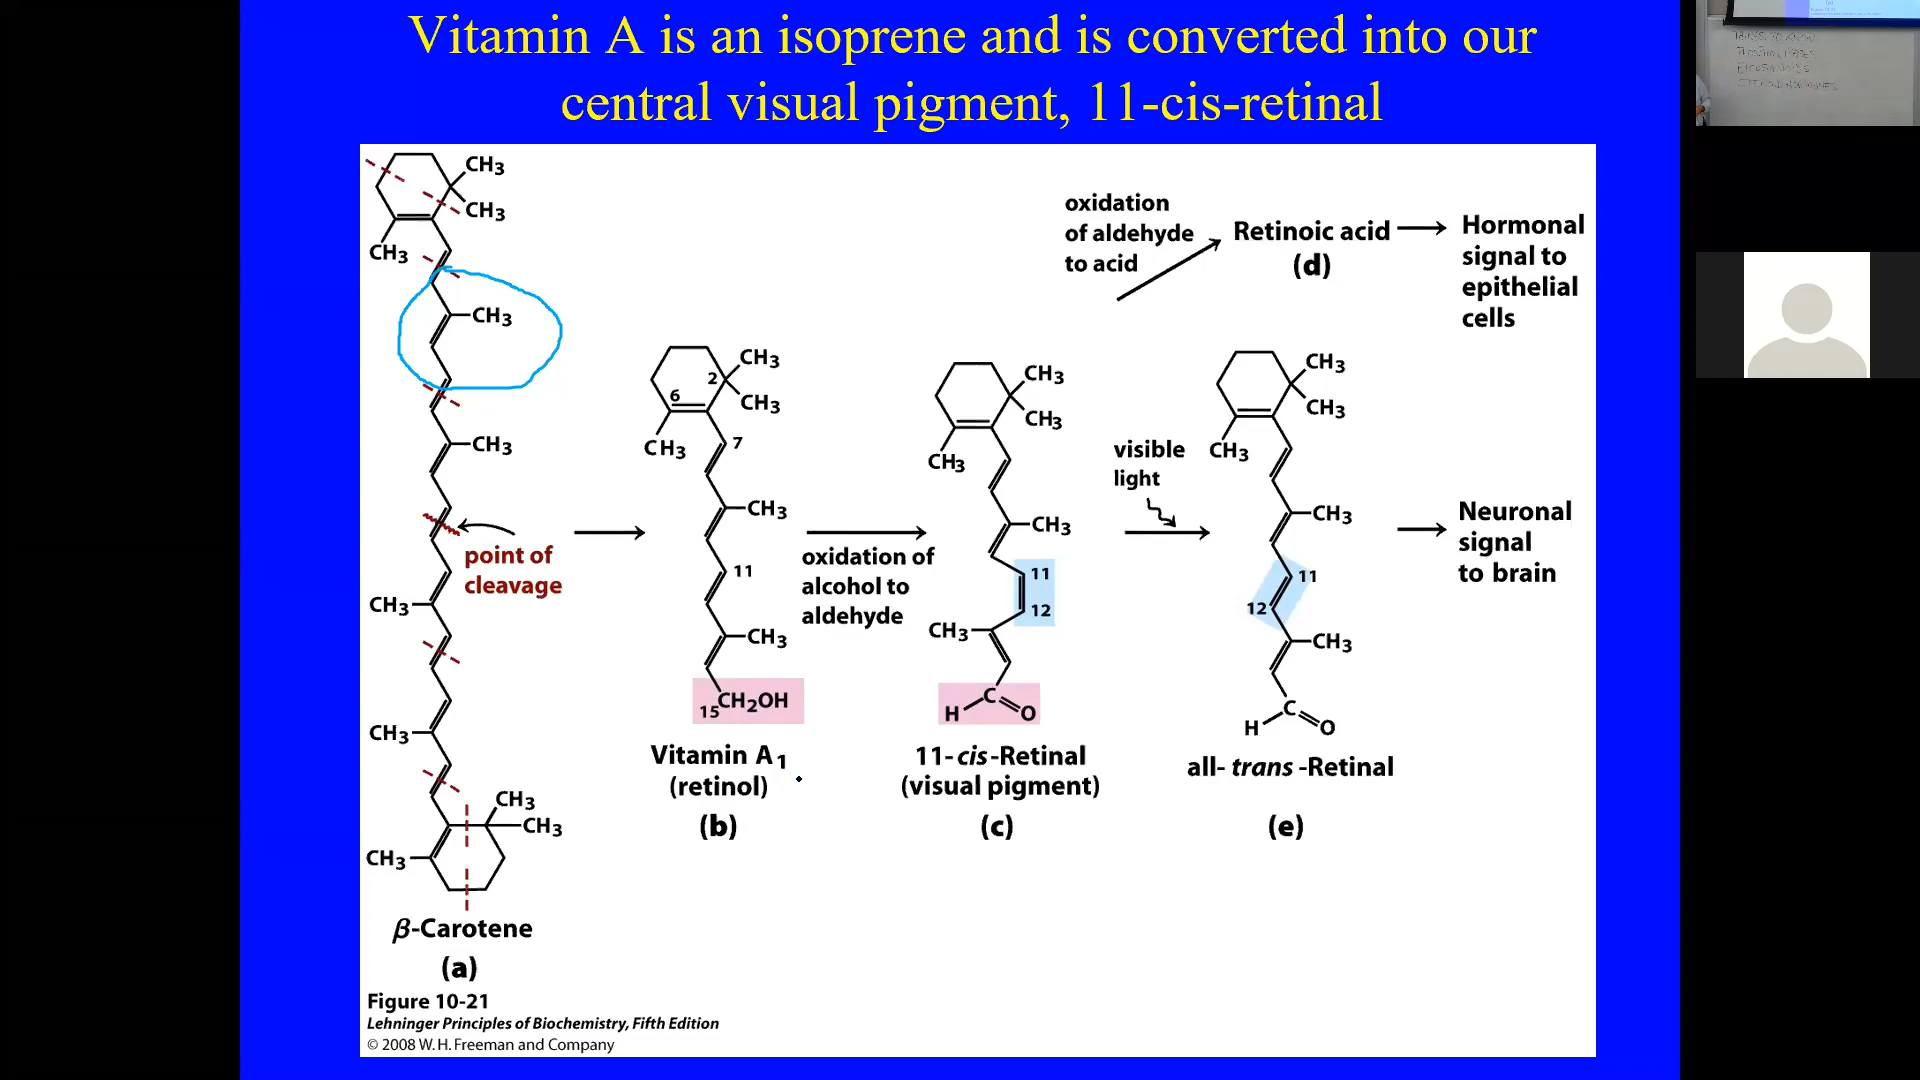 Vitamin A is an isoprene and is converted into our
central visual pigment, 11-cis-retinal
CH3
CH3
CH3
CH3
CH3
point of
cleavage
CH3
CH3
CH3
CH3
CH3
β-Carotene
(a)
CH3
2
6
CH3
CH3
7
CH3
11
CH3
15CH2OH
Vitamin A1
(retinol)
(b)
oxidation of
alcohol to
aldehyde
CH3
CH3
CH3
CH3
11
12
CH3
C
H
O
11-cis-Retinal
(visual pigment)
(c)
oxidation
of aldehyde
to acid
Retinoic acid
(d)
Hormonal
signal to
epithelial
cells
visible
light
CH3
CH3
CH3
CH3
11
12
CH3
C
H
O
all-trans-Retinal
(e)
Neuronal
signal
to brain
Figure 10-21
Lehninger Principles of Biochemistry, Fifth Edition
© 2008 W. H. Freeman and Company